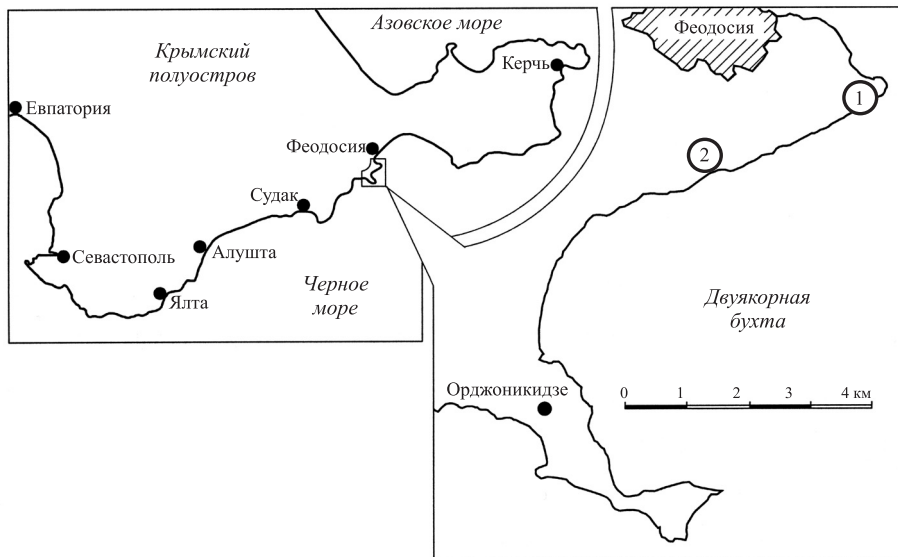 Азовское море
Крымский
полуостров
Керчь
Евпатория
Феодосия
Судак
Севастополь
Алушта
Ялта
Черное
море
Феодосия
1
2
Двуякорная
бухта
Орджоникидзе
0 1 2 3 4 км